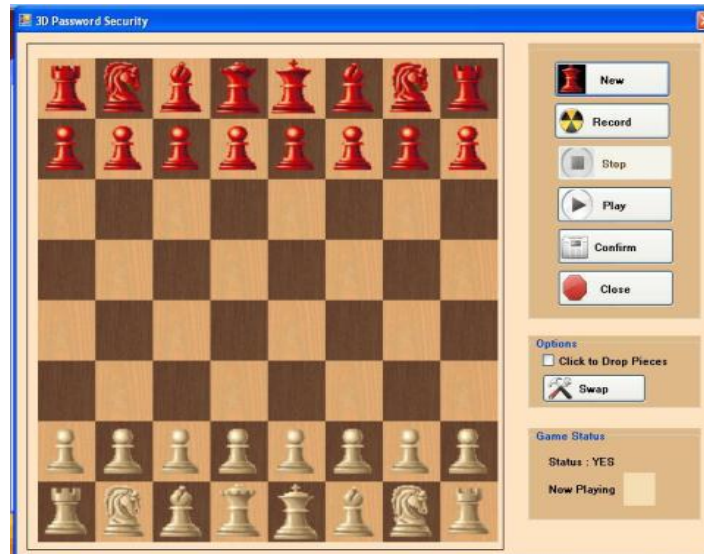 3D Password Security
New
Record
Stop
Play
Confirm
Close
Options
Click to Drop Pieces
Swap
Game Status
Status : YES
Now Playing